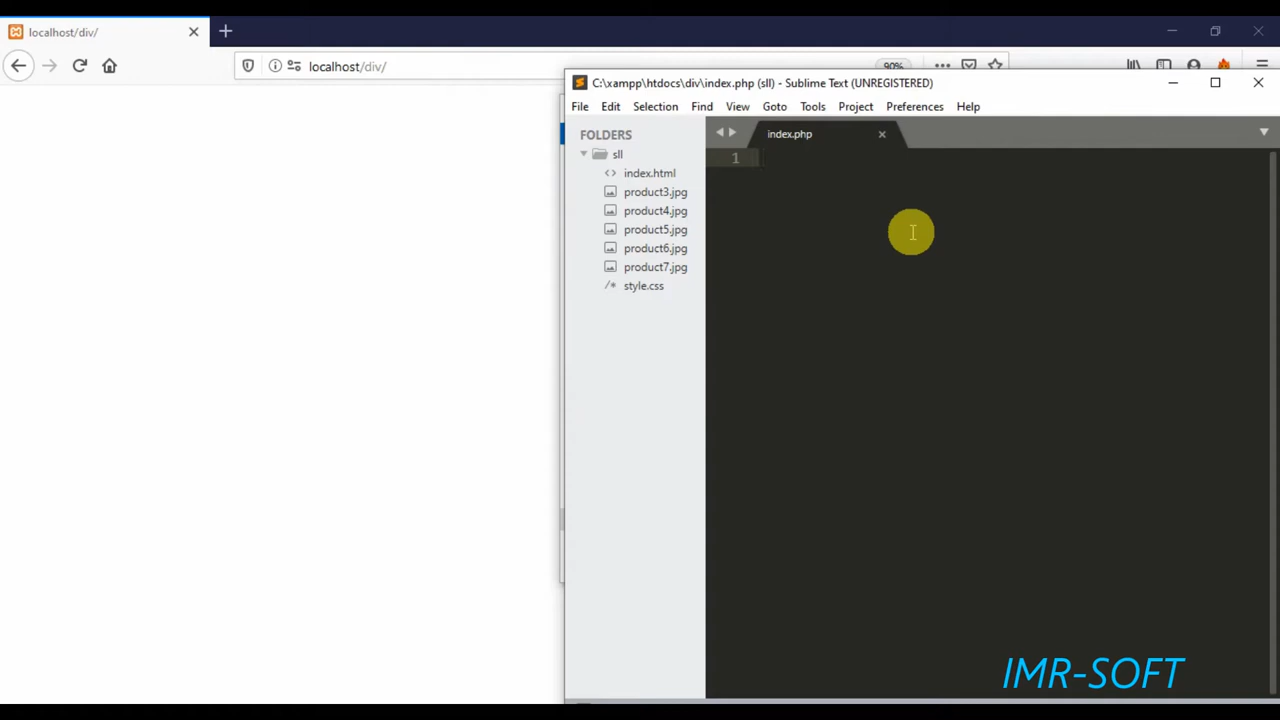 localhost/div/
localhost/div/
90%
C:\xampp\htdocs\div\index.php (sll) - Sublime Text (UNREGISTERED)
File Edit Selection Find View Goto Tools Project Preferences Help
FOLDERS
sll
index.html
product3.jpg
product4.jpg
product5.jpg
product6.jpg
product7.jpg
/* style.css
index.php
1
IMR-SOFT